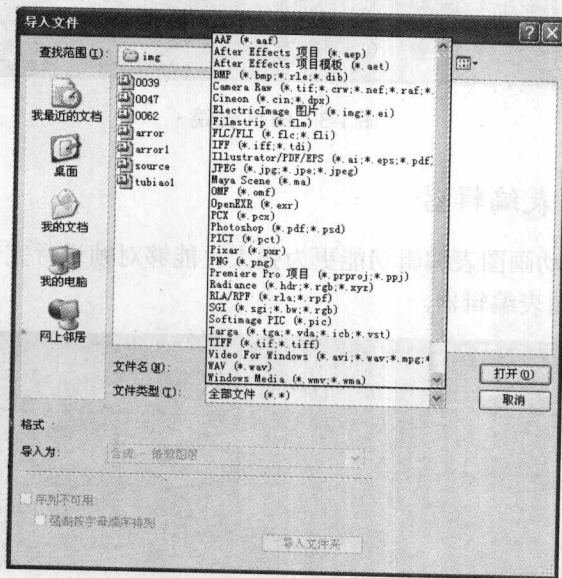 导入文件
查找范围(I):
img
我最近的文档
桌面
我的文档
我的电脑
网上邻居
0039
0047
0062
arror
arror1
source
tubiao1
AAF (*.aaf)
After Effects 项目 (*.aep)
After Effects 项目模板 (*.aet)
BMP (*.bmp;*.rle;*.dib)
Camera Raw (*.tif;*.crw;*.nef;*.raf;*.
Cineon (*.cin;*.dpx)
ElectricImage 图片 (*.img;*.ei)
Filmstrip (*.flm)
FLC/FLI (*.flc;*.fli)
IFF (*.iff;*.tdi)
Illustrator/PDF/EPS (*.ai;*.eps;*.pdf
JPEG (*.jpg;*.jpe;*.jpeg)
Maya Scene (*.ma)
OMF (*.omf)
OpenEXR (*.exr)
PCX (*.pcx)
Photoshop (*.pdf;*.psd)
PICT (*.pct)
Pixar (*.pxr)
PNG (*.png)
Premiere Pro 项目 (*.prproj;*.ppj)
Radiance (*.hdr;*.rgb;*.xyz)
RLA/RPF (*.rla;*.rpf)
SGI (*.sgi;*.bw;*.rgb)
Softimage PIC (*.pic)
Targa (*.tga;*.vda;*.icb;*.vst)
TIFF (*.tif;*.tiff)
Video For Windows (*.avi;*.wav;*.mpg;*
WAV (*.wav)
Windows Media (*.wmv;*.wma)
文件名(N):
打开(O)
文件类型(T):
全部文件 (*.*)
取消
格式：
导入为:
合成 - 修剪图层
序列不可用
强制按字母顺序排列
导入文件夹